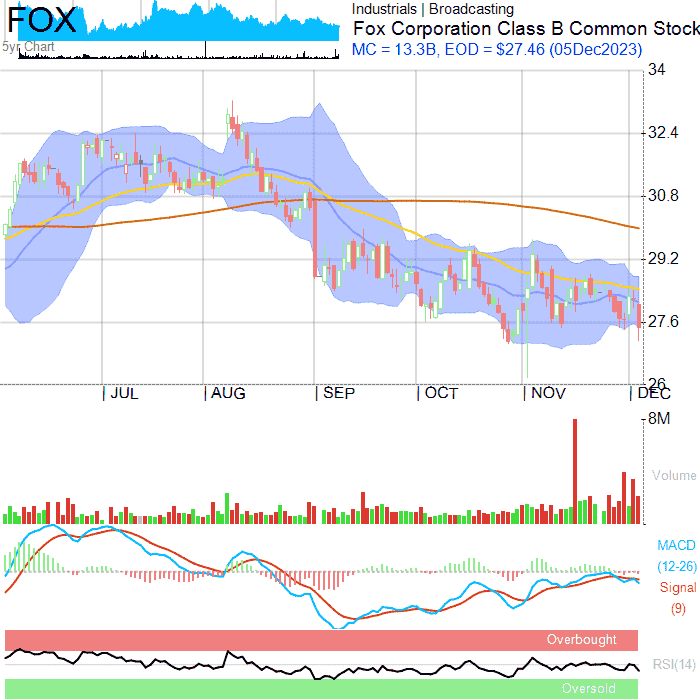 FOX
5yr Chart
Industrials | Broadcasting
Fox Corporation Class B Common Stock
MC = 13.3B, EOD = $27.46 (05Dec2023)
34
32.4
30.8
29.2
27.6
26
JUL AUG SEP OCT NOV DEC
8M
Volume
MACD
(12-26)
Signal
(9)
Overbought
RSI(14)
Oversold